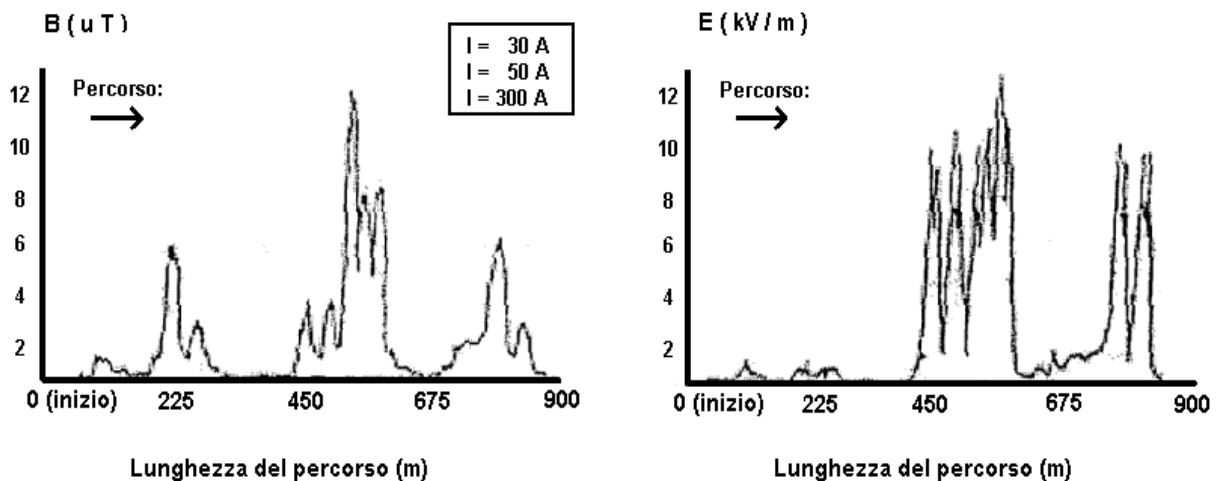 B ( u T)
I = 30 A
I = 50 A
I = 300 A
Percorso:
12
10
8
6
4
2
0 (inizio) 225 450 675 900
Lunghezza del percorso (m)
E ( kV / m )
Percorso:
12
10
8
6
4
2
0 (inizio) 225 450 675 900
Lunghezza del percorso (m)